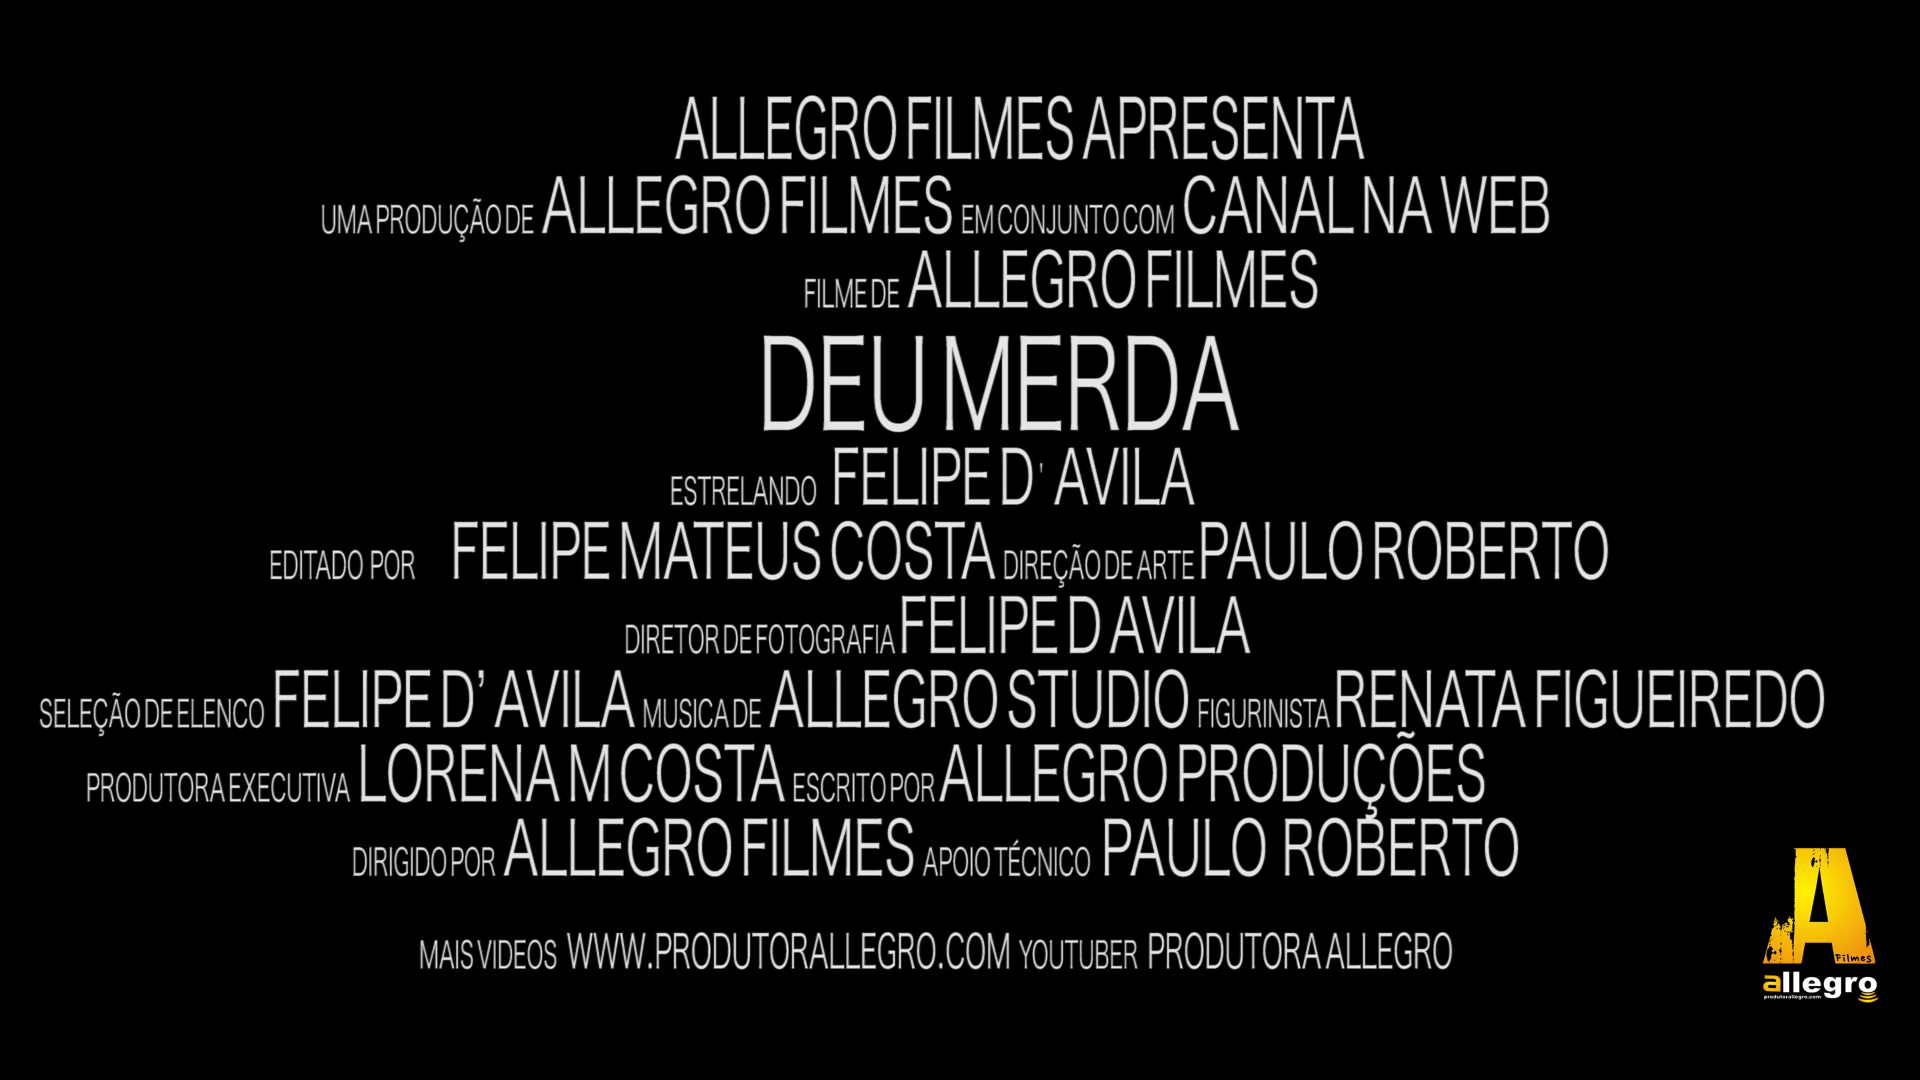 ALLEGRO FILMES APRESENTA
UMA PRODUÇÃO DE ALLEGRO FILMES EM CONJUNTO COM CANAL NA WEB
FILME DE ALLEGRO FILMES
DEU MERDA
ESTRELANDO FELIPE D' AVILA
EDITADO POR FELIPE MATEUS COSTA DIREÇÃO DE ARTE PAULO ROBERTO
DIRETOR DE FOTOGRAFIA FELIPE D AVILA
SELEÇÃO DE ELENCO FELIPE D’ AVILA MUSICA DE ALLEGRO STUDIO FIGURINISTA RENATA FIGUEIREDO
PRODUTORA EXECUTIVA LORENA M COSTA ESCRITO POR ALLEGRO PRODUÇÕES
DIRIGIDO POR ALLEGRO FILMES APOIO TÉCNICO PAULO ROBERTO
MAIS VIDEOS WWW.PRODUTORALLEGRO.COM YOUTUBER PRODUTORA ALLEGRO
A
Filmes
allegro
produtorallegro.com